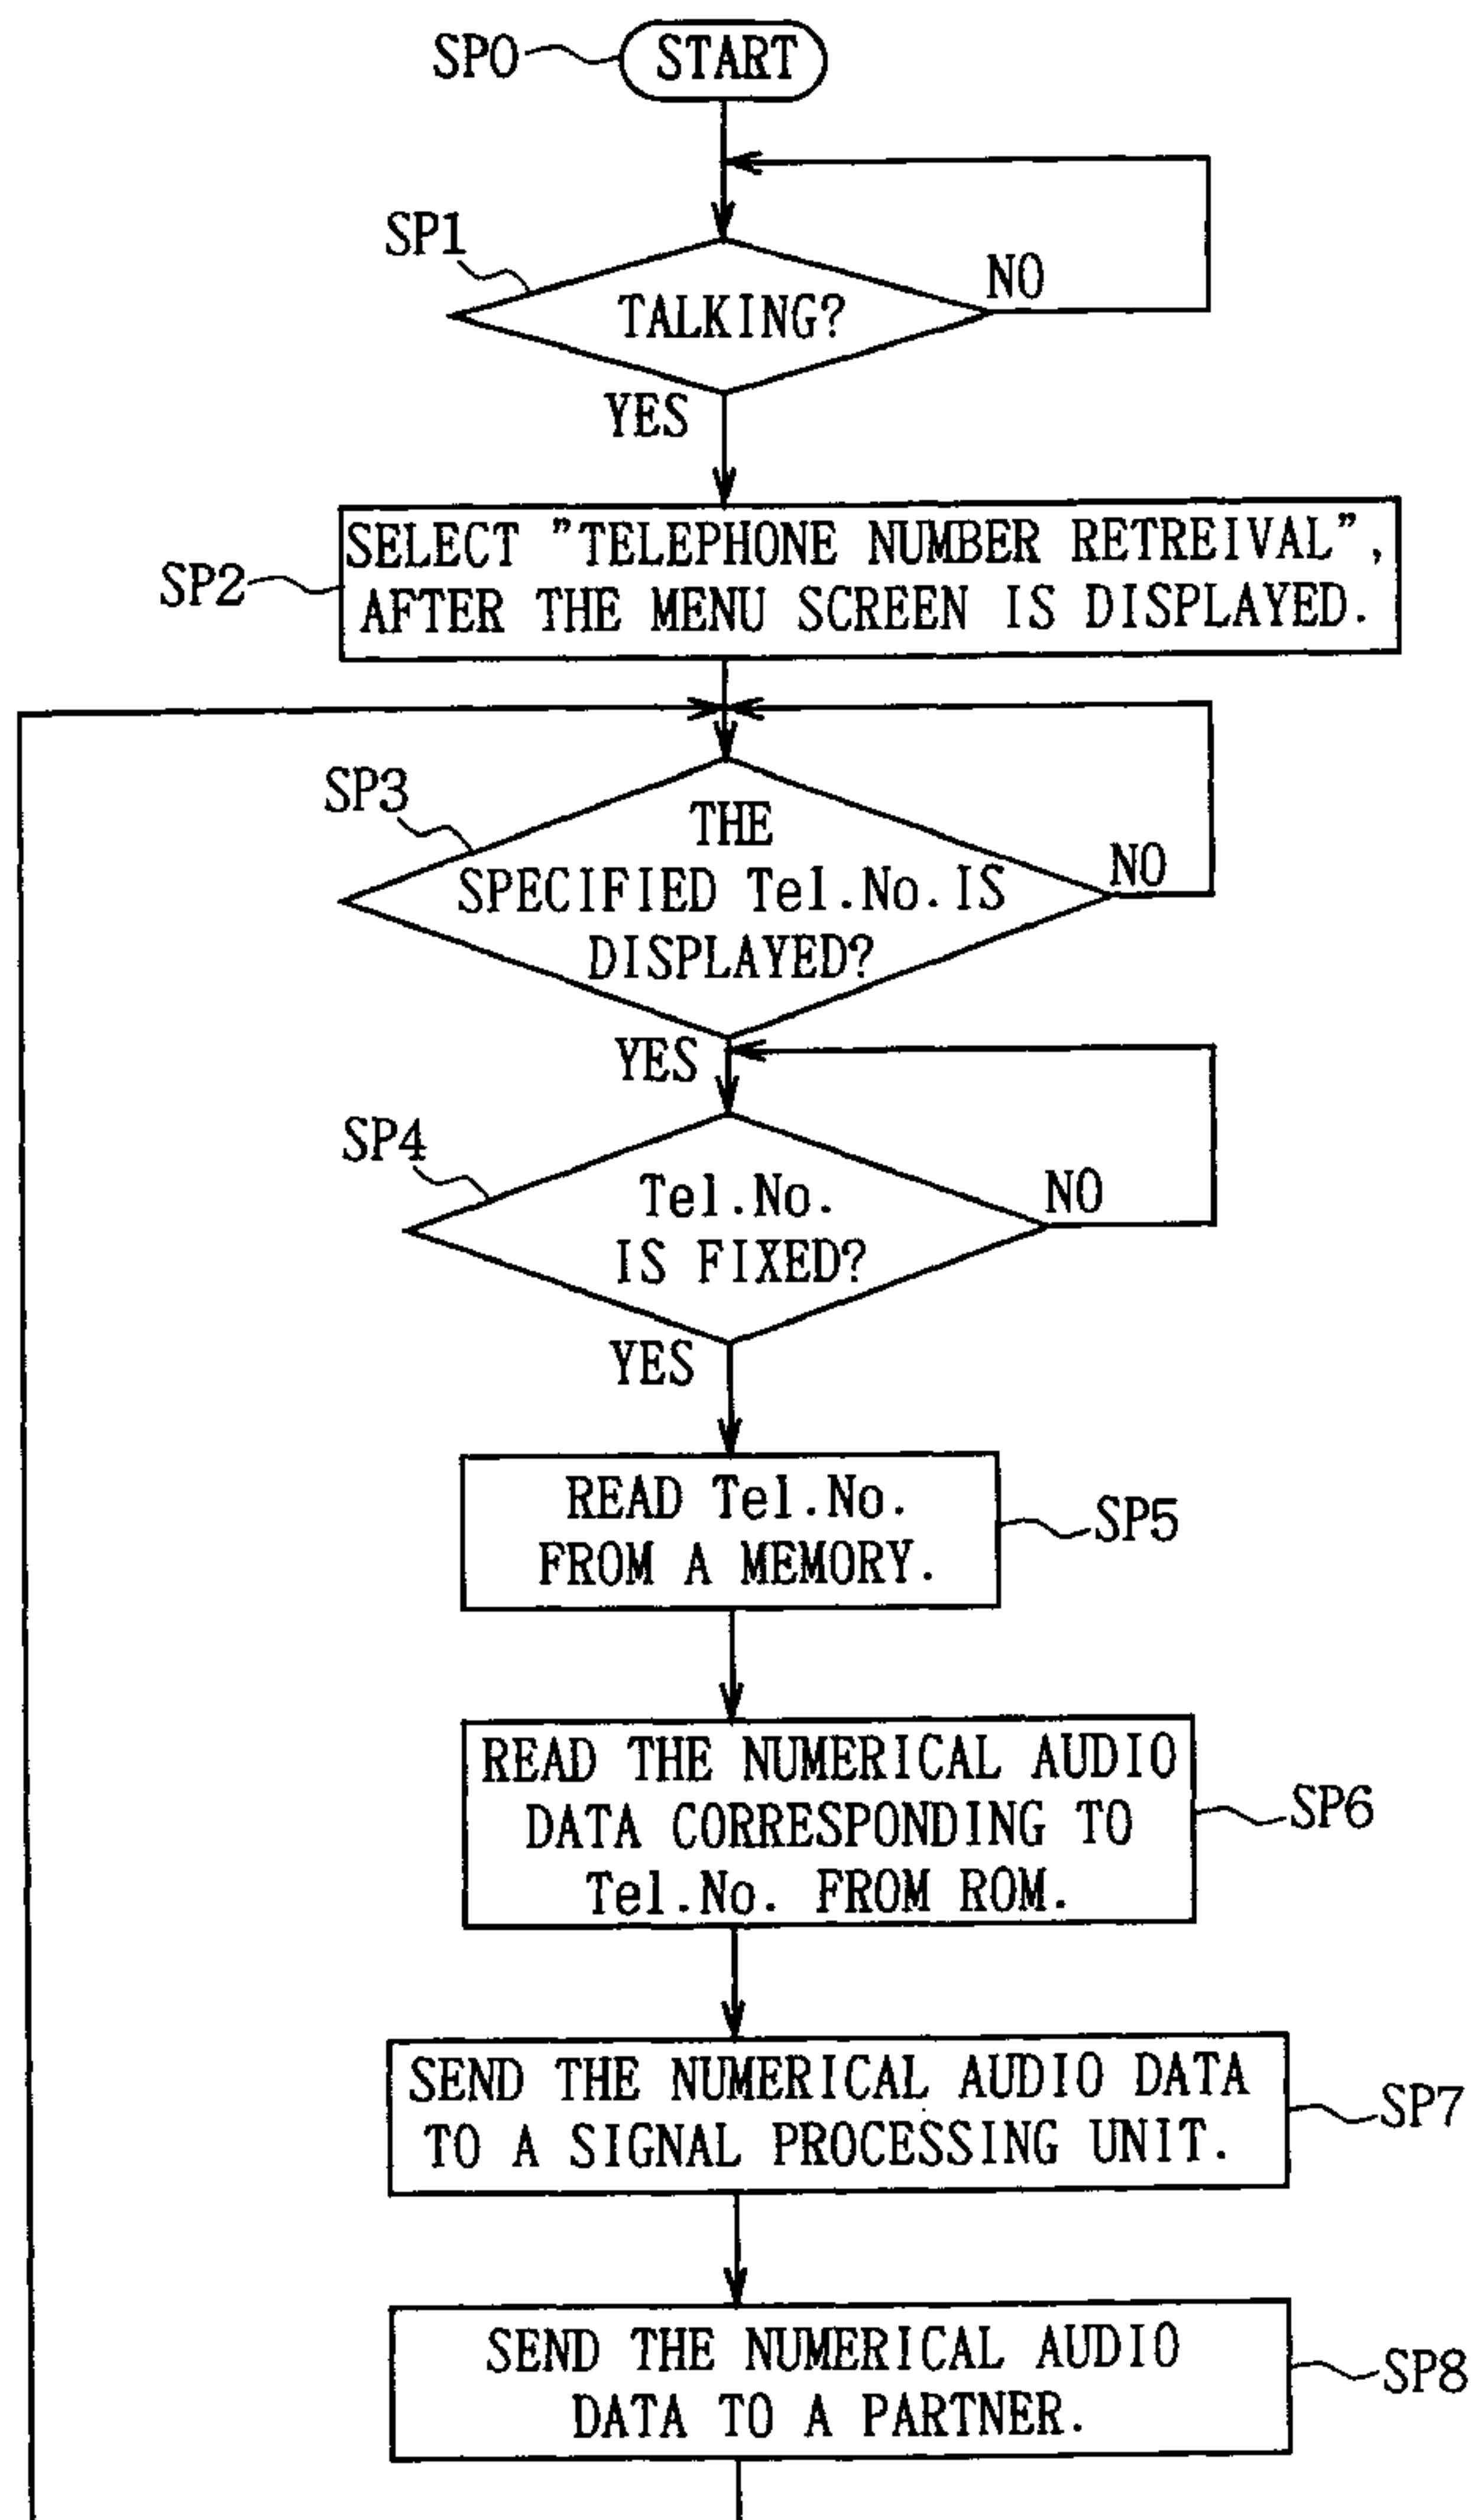 SP0
START
SP1
TALKING?
NO
YES
SP2
SELECT "TELEPHONE NUMBER RETREIVAL",
AFTER THE MENU SCREEN IS DISPLAYED.
SP3
THE
SPECIFIED Tel.No.IS
DISPLAYED?
NO
YES
SP4
Tel.No.
IS FIXED?
NO
YES
READ Tel.No.
FROM A MEMORY.
SP5
READ THE NUMERICAL AUDIO
DATA CORRESPONDING TO
Tel.No. FROM ROM.
SP6
SEND THE NUMERICAL AUDIO DATA
TO A SIGNAL PROCESSING UNIT.
SP7
SEND THE NUMERICAL AUDIO
DATA TO A PARTNER.
SP8